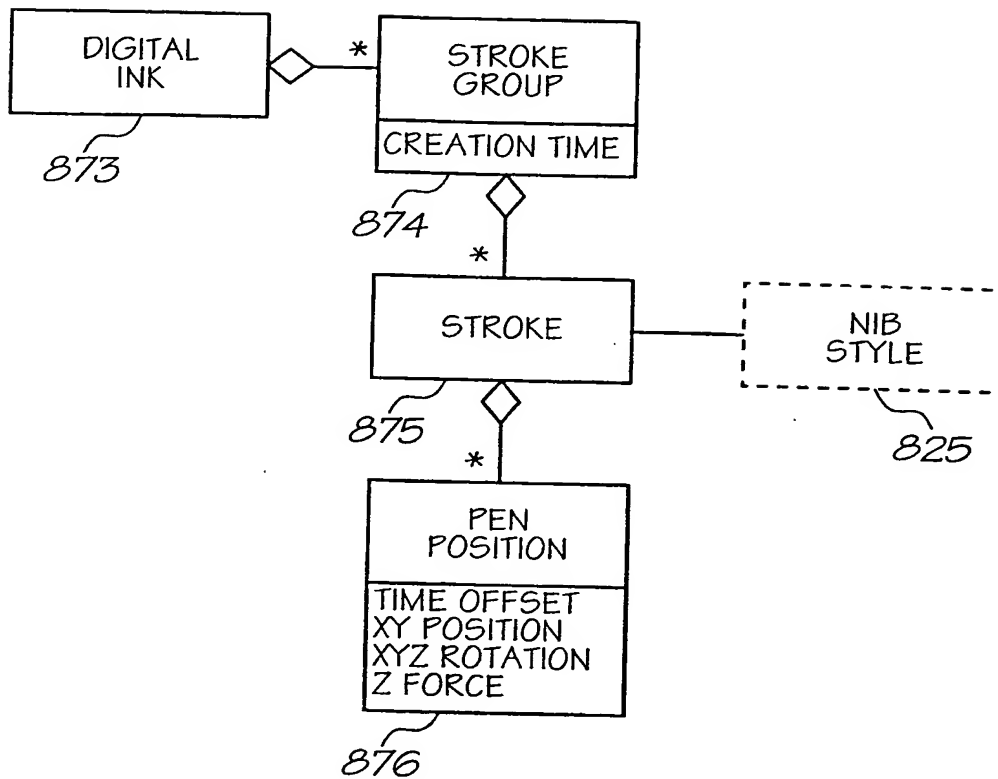 DIGITAL
INK
873
*
STROKE
GROUP
CREATION TIME
874
*
STROKE
875
NIB
STYLE
825
*
PEN
POSITION
TIME OFFSET
XY POSITION
XYZ ROTATION
Z FORCE
876